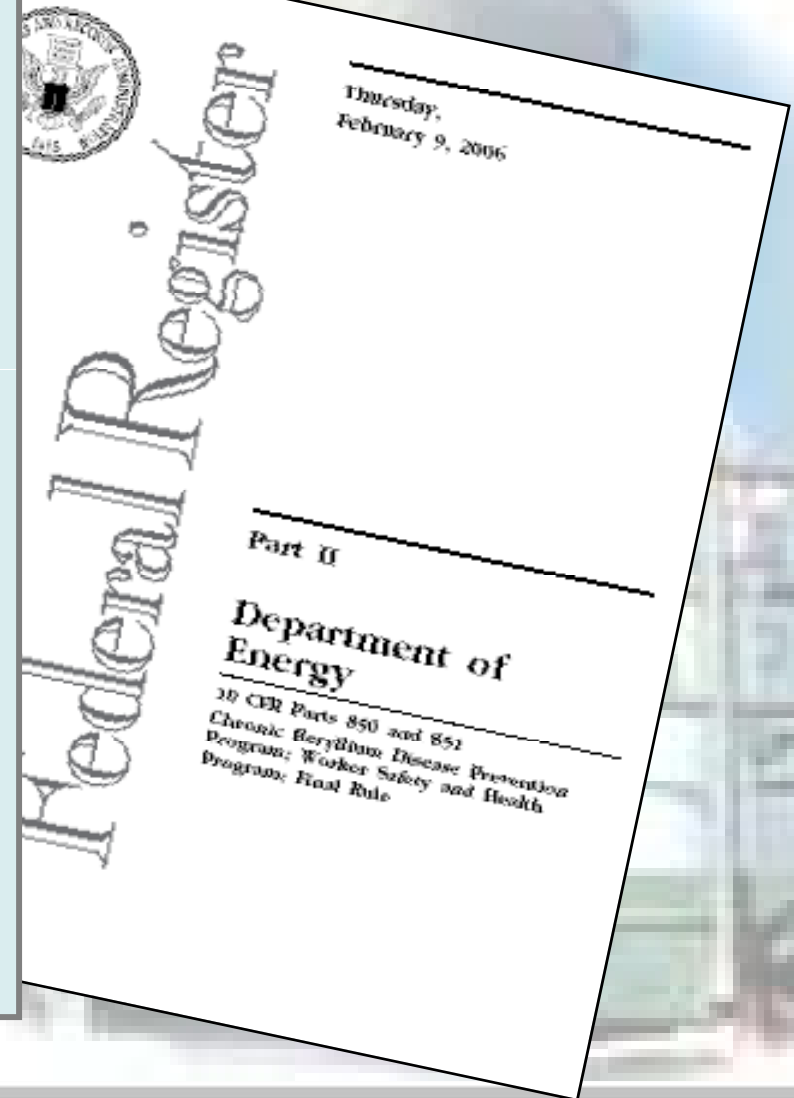 Federal Register
Thursday,
February 9, 2006
Part II
Department of
Energy
10 CFR Parts 850 and 851
Chronic Beryllium Disease Prevention
Program; Worker Safety and Health
Program; Final Rule